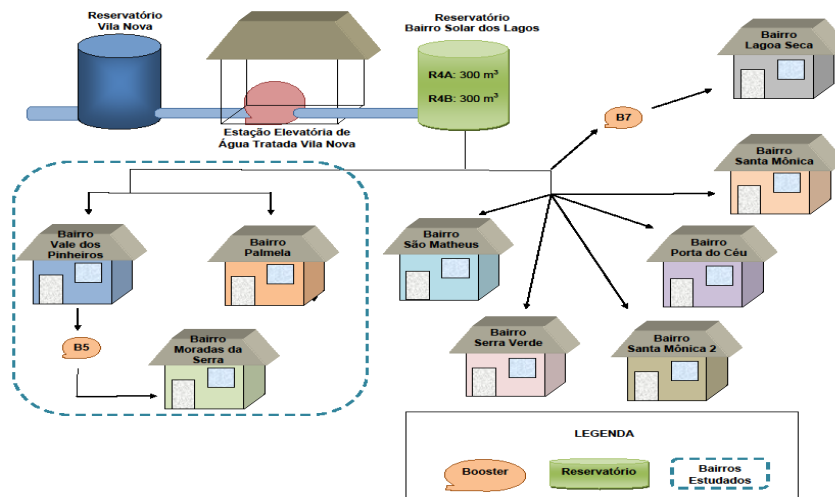 Reservatório
Vila Nova
Reservatório
Bairro Solar dos Lagos
R4A: 300 m³
R4B: 300 m³
Estação Elevatória de
Água Tratada Vila Nova
Bairro
Lagoa Seca
B7
Bairro
Santa Mônica
Bairro
Vale dos
Pinheiros
Bairro
Palmela
Bairro
São Matheus
Bairro
Porta do Céu
B5
Bairro
Moradas da
Serra
Bairro
Serra Verde
Bairro
Santa Mônica 2
LEGENDA
Booster
Reservatório
Bairros
Estudados